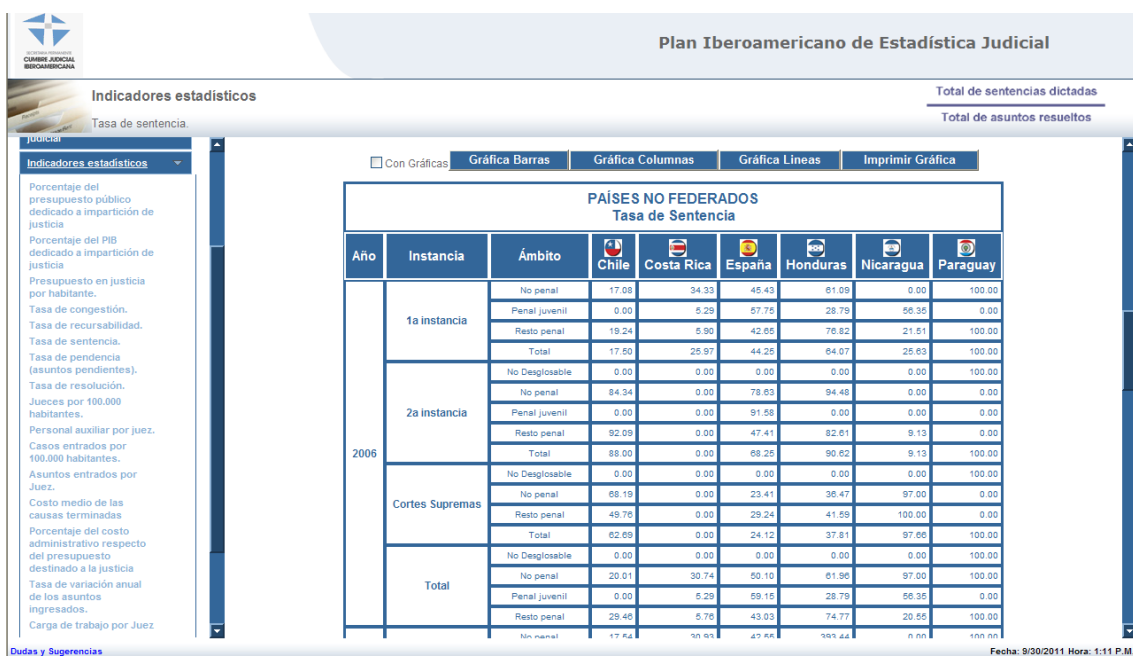 SECRETARIA PERMANENTE
CUMBRE JUDICIAL
IBEROAMERICANA
Plan Iberoamericano de Estadística Judicial
Indicadores estadísticos
Tasa de sentencia.
Total de sentencias dictadas
Total de asuntos resueltos
judicial
Indicadores estadísticos
Porcentaje del
presupuesto público
dedicado a impartición de
justicia
Porcentaje del PIB
dedicado a impartición de
justicia
Presupuesto en justicia
por habitante.
Tasa de congestión.
Tasa de recursabilidad.
Tasa de sentencia.
Tasa de pendencia
(asuntos pendientes).
Tasa de resolución.
Jueces por 100.000
habitantes.
Personal auxiliar por juez.
Casos entrados por
100.000 habitantes.
Asuntos entrados por
Juez.
Costo medio de las
causas terminadas
Porcentaje del costo
administrativo respecto
del presupuesto
destinado a la justicia
Tasa de variación anual
de los asuntos
ingresados.
Carga de trabajo por Juez
Con Gráficas Gráfica Barras Gráfica Columnas Gráfica Lineas Imprimir Gráfica
PAÍSES NO FEDERADOS
Tasa de Sentencia
Año Instancia Ámbito Chile Costa Rica España Honduras Nicaragua Paraguay
2006
1a instancia
No penal 17.08 34.33 45.43 61.09 0.00 100.00
Penal juvenil 0.00 5.29 57.75 28.79 56.35 0.00
Resto penal 19.24 5.90 42.65 76.82 21.51 100.00
Total 17.50 25.97 44.25 64.07 25.63 100.00
2a instancia
No Desglosable 0.00 0.00 0.00 0.00 0.00 100.00
No penal 84.34 0.00 78.63 94.48 0.00 0.00
Penal juvenil 0.00 0.00 91.58 0.00 0.00 0.00
Resto penal 92.09 0.00 47.41 82.61 9.13 0.00
Total 88.00 0.00 68.25 90.62 9.13 100.00
Cortes Supremas
No Desglosable 0.00 0.00 0.00 0.00 0.00 100.00
No penal 68.19 0.00 23.41 36.47 97.00 0.00
Resto penal 49.76 0.00 29.24 41.59 100.00 0.00
Total 62.69 0.00 24.12 37.81 97.66 100.00
Total
No Desglosable 0.00 0.00 0.00 0.00 0.00 100.00
No penal 20.01 30.74 50.10 61.96 97.00 100.00
Penal juvenil 0.00 5.29 59.15 28.79 56.35 0.00
Resto penal 29.46 5.76 43.03 74.77 20.55 100.00
No penal 17.54 30.93 42.55 393.44 0.00 100.00
Dudas y Sugerencias
Fecha: 9/30/2011 Hora: 1:11 P.M.